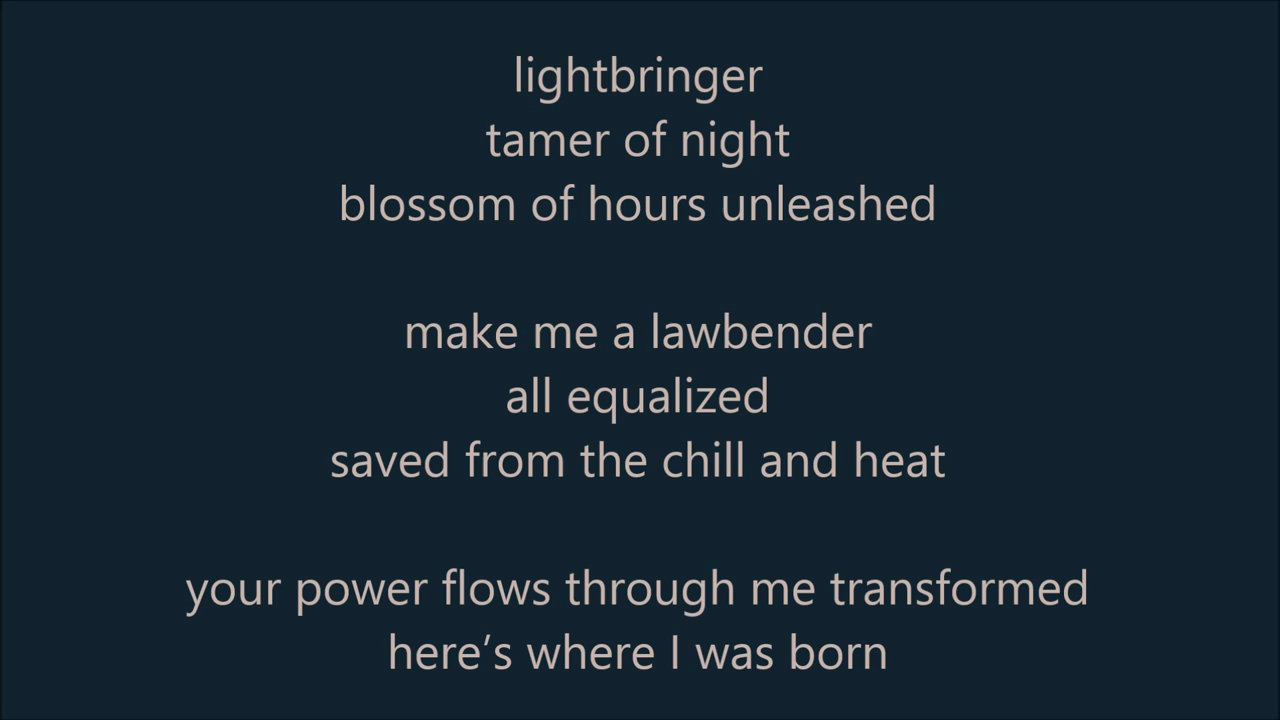 lightbringer
tamer of night
blossom of hours unleashed
make me a lawbender
all equalized
saved from the chill and heat
your power flows through me transformed
here’s where I was born